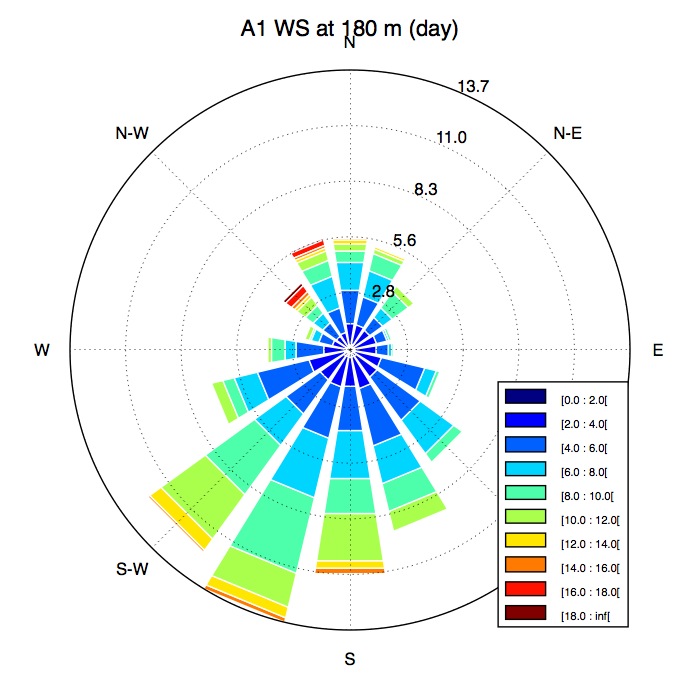 A1 WS at 180 m (day)
N
13.7
N-W
N-E
11.0
8.3
5.6
2.8
W
E
[0.0 : 2.0[
[2.0 : 4.0[
[4.0 : 6.0[
[6.0 : 8.0[
[8.0 : 10.0[
[10.0 : 12.0[
[12.0 : 14.0[
[14.0 : 16.0[
[16.0 : 18.0[
[18.0 : inf[
S-W
S